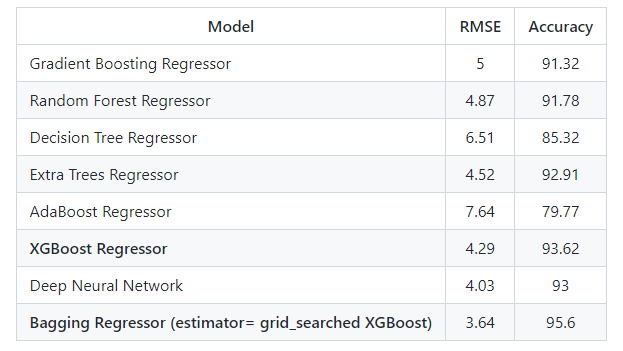 Model RMSE Accuracy
Gradient Boosting Regressor 5 91.32
Random Forest Regressor 4.87 91.78
Decision Tree Regressor 6.51 85.32
Extra Trees Regressor 4.52 92.91
AdaBoost Regressor 7.64 79.77
XGBoost Regressor 4.29 93.62
Deep Neural Network 4.03 93
Bagging Regressor (estimator= grid_searched XGBoost) 3.64 95.6